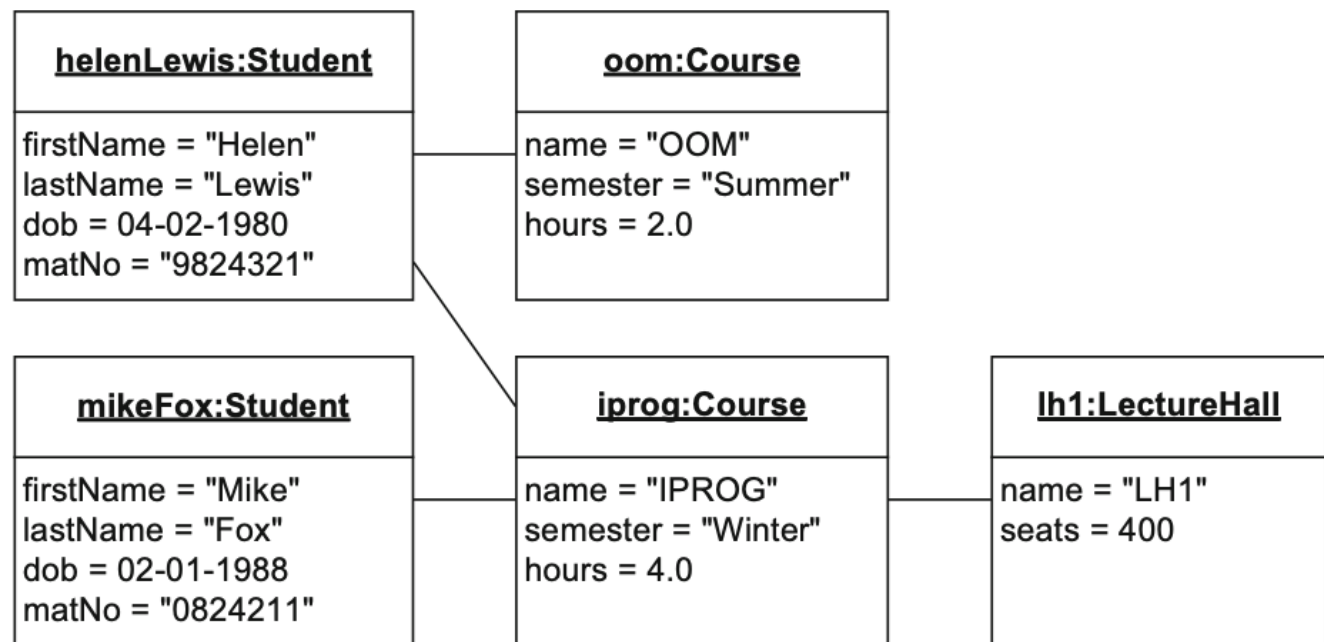 helenLewis:Student
firstName = "Helen"
lastName = "Lewis"
dob = 04-02-1980
matNo = "9824321"
oom:Course
name = "OOM"
semester = "Summer"
hours = 2.0
mikeFox:Student
firstName = "Mike"
lastName = "Fox"
dob = 02-01-1988
matNo = "0824211"
iprog:Course
name = "IPROG"
semester = "Winter"
hours = 4.0
lh1:LectureHall
name = "LH1"
seats = 400